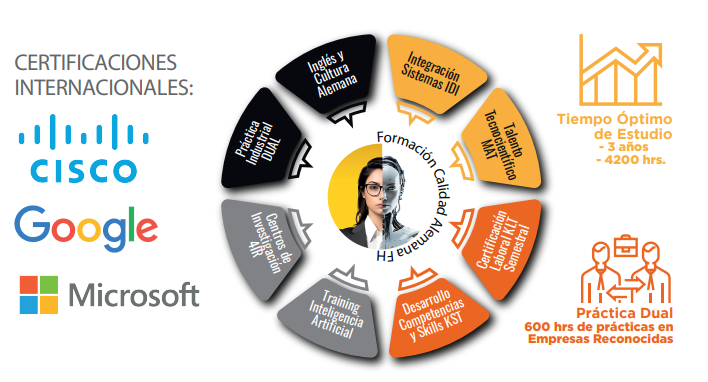 CERTIFICACIONES
INTERNACIONALES:
CISCO
Google
Microsoft
Inglés y
Cultura
Alemana
Integración
Sistemas IDI
Talento
Tecnocientífico
MAT
Certificación
Laboral KLT
Semestral
Desarrollo
Competencias
y Skills KST
Training
Inteligencia
Artificial
Centros de
Investigación
4IR
Práctica
Industrial
DUAL
Formación Calidad Alemana FH
Tiempo Óptimo
de Estudio
- 3 años
- 4200 hrs.
Práctica Dual
600 hrs de prácticas en
Empresas Reconocidas